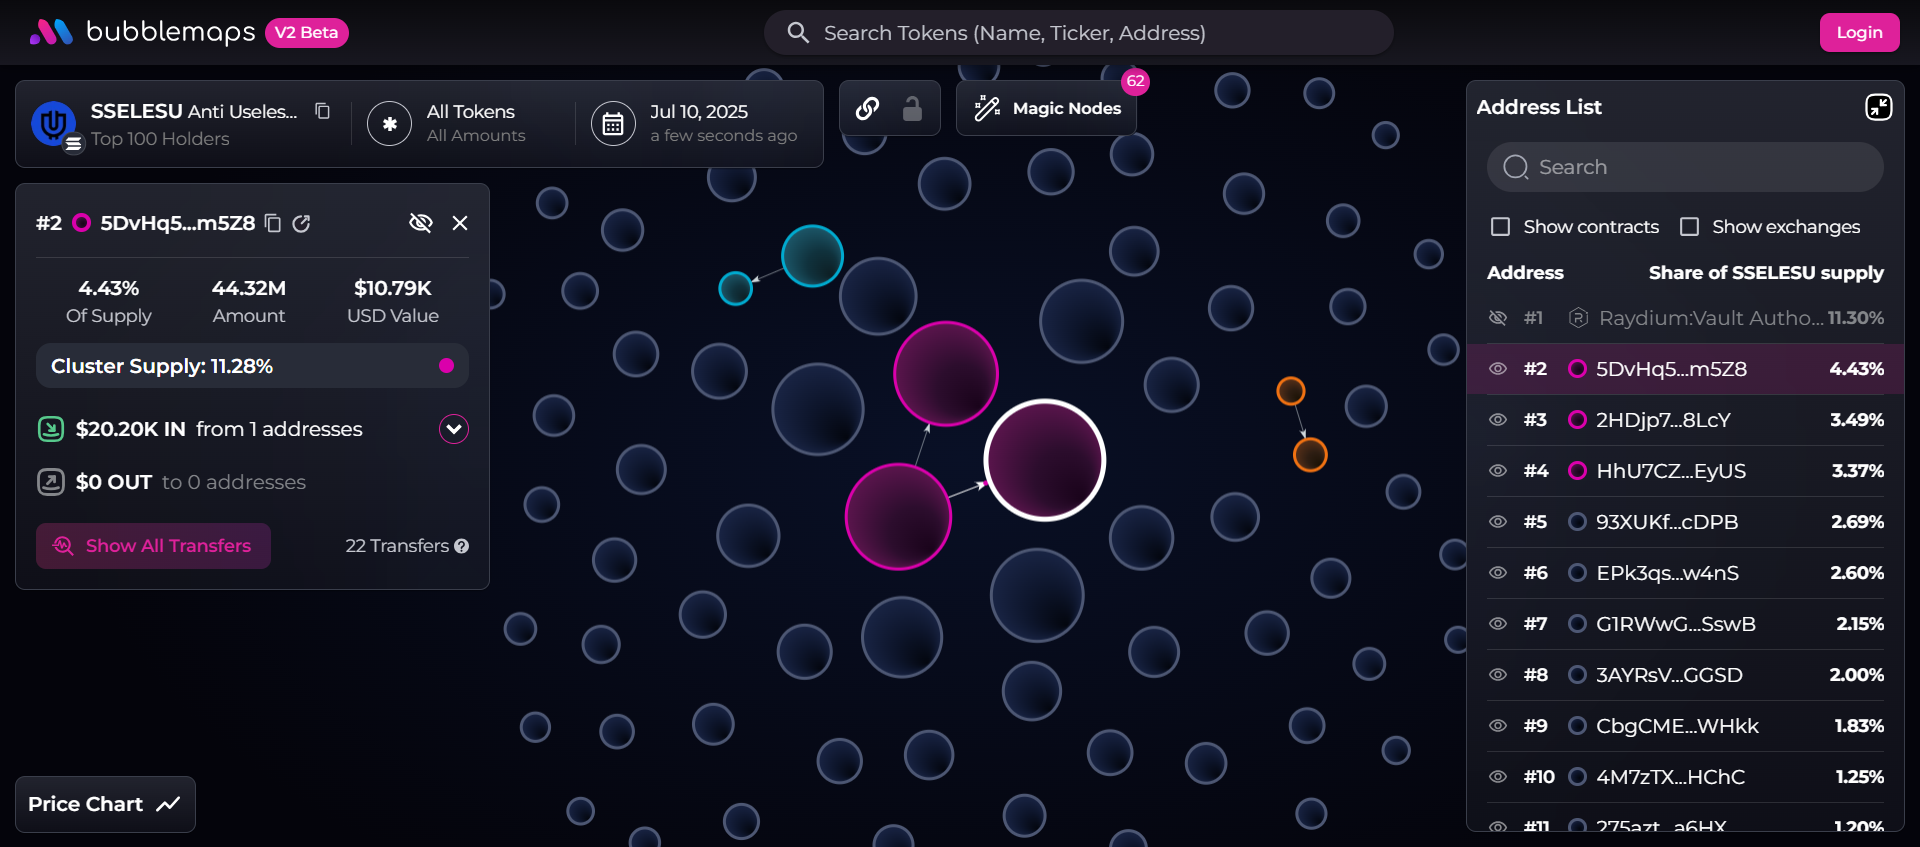 bubblemaps V2 Beta
Search Tokens (Name, Ticker, Address)
Login
SSELESU Anti Useles...
Top 100 Holders
All Tokens
All Amounts
Jul 10, 2025
a few seconds ago
Magic Nodes
62
#2 5DvHq5...m5Z8
4.43% 44.32M $10.79K
Of Supply Amount USD Value
Cluster Supply: 11.28%
$20.20K IN from 1 addresses
$0 OUT to 0 addresses
Show All Transfers 22 Transfers ?
Price Chart
Address List
Search
Show contracts Show exchanges
Address Share of SSELESU supply
#1 Raydium:Vault Autho... 11.30%
#2 5DvHq5...m5Z8 4.43%
#3 2HDjp7...8LcY 3.49%
#4 HhU7CZ...EyUS 3.37%
#5 93XUKf...cDPB 2.69%
#6 EPk3qs...w4nS 2.60%
#7 G1RWwG...SswB 2.15%
#8 3AYRsV...GGSD 2.00%
#9 CbgCME...WHkk 1.83%
#10 4M7zTX...HChC 1.25%
#11 275azt...a6HX 1.20%